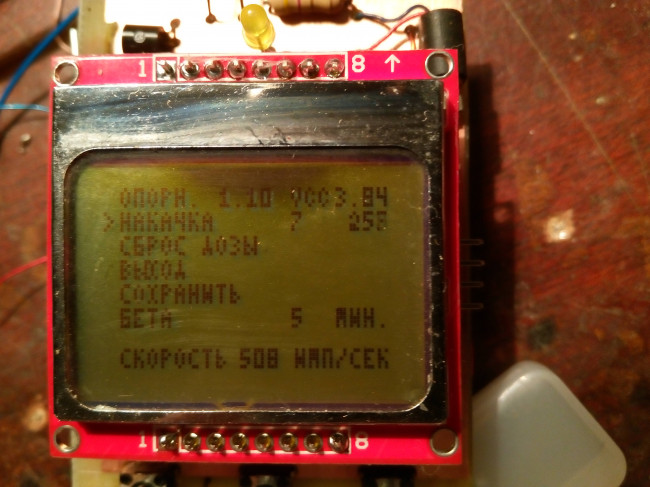 1 8 ↑
ОПОРН. 1.10 VCC3.84
>НАКАЧКА 7 258
СБРОС ДОЗЫ
ВЫХОД
СОХРАНИТЬ
БЕТА 5 МИН.
СКОРОСТЬ 508 ИМП/СЕК
1 8